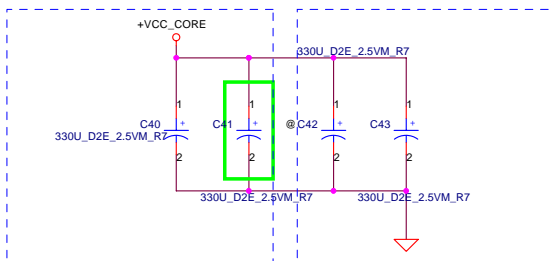 +VCC_CORE
330U_D2E_2.5VM_R7
1 1 1 1
C40 + C41 + @ C42 + C43 +
330U_D2E_2.5VM_R7
2 2 2 2
330U_D2E_2.5VM_R7 330U_D2E_2.5VM_R7